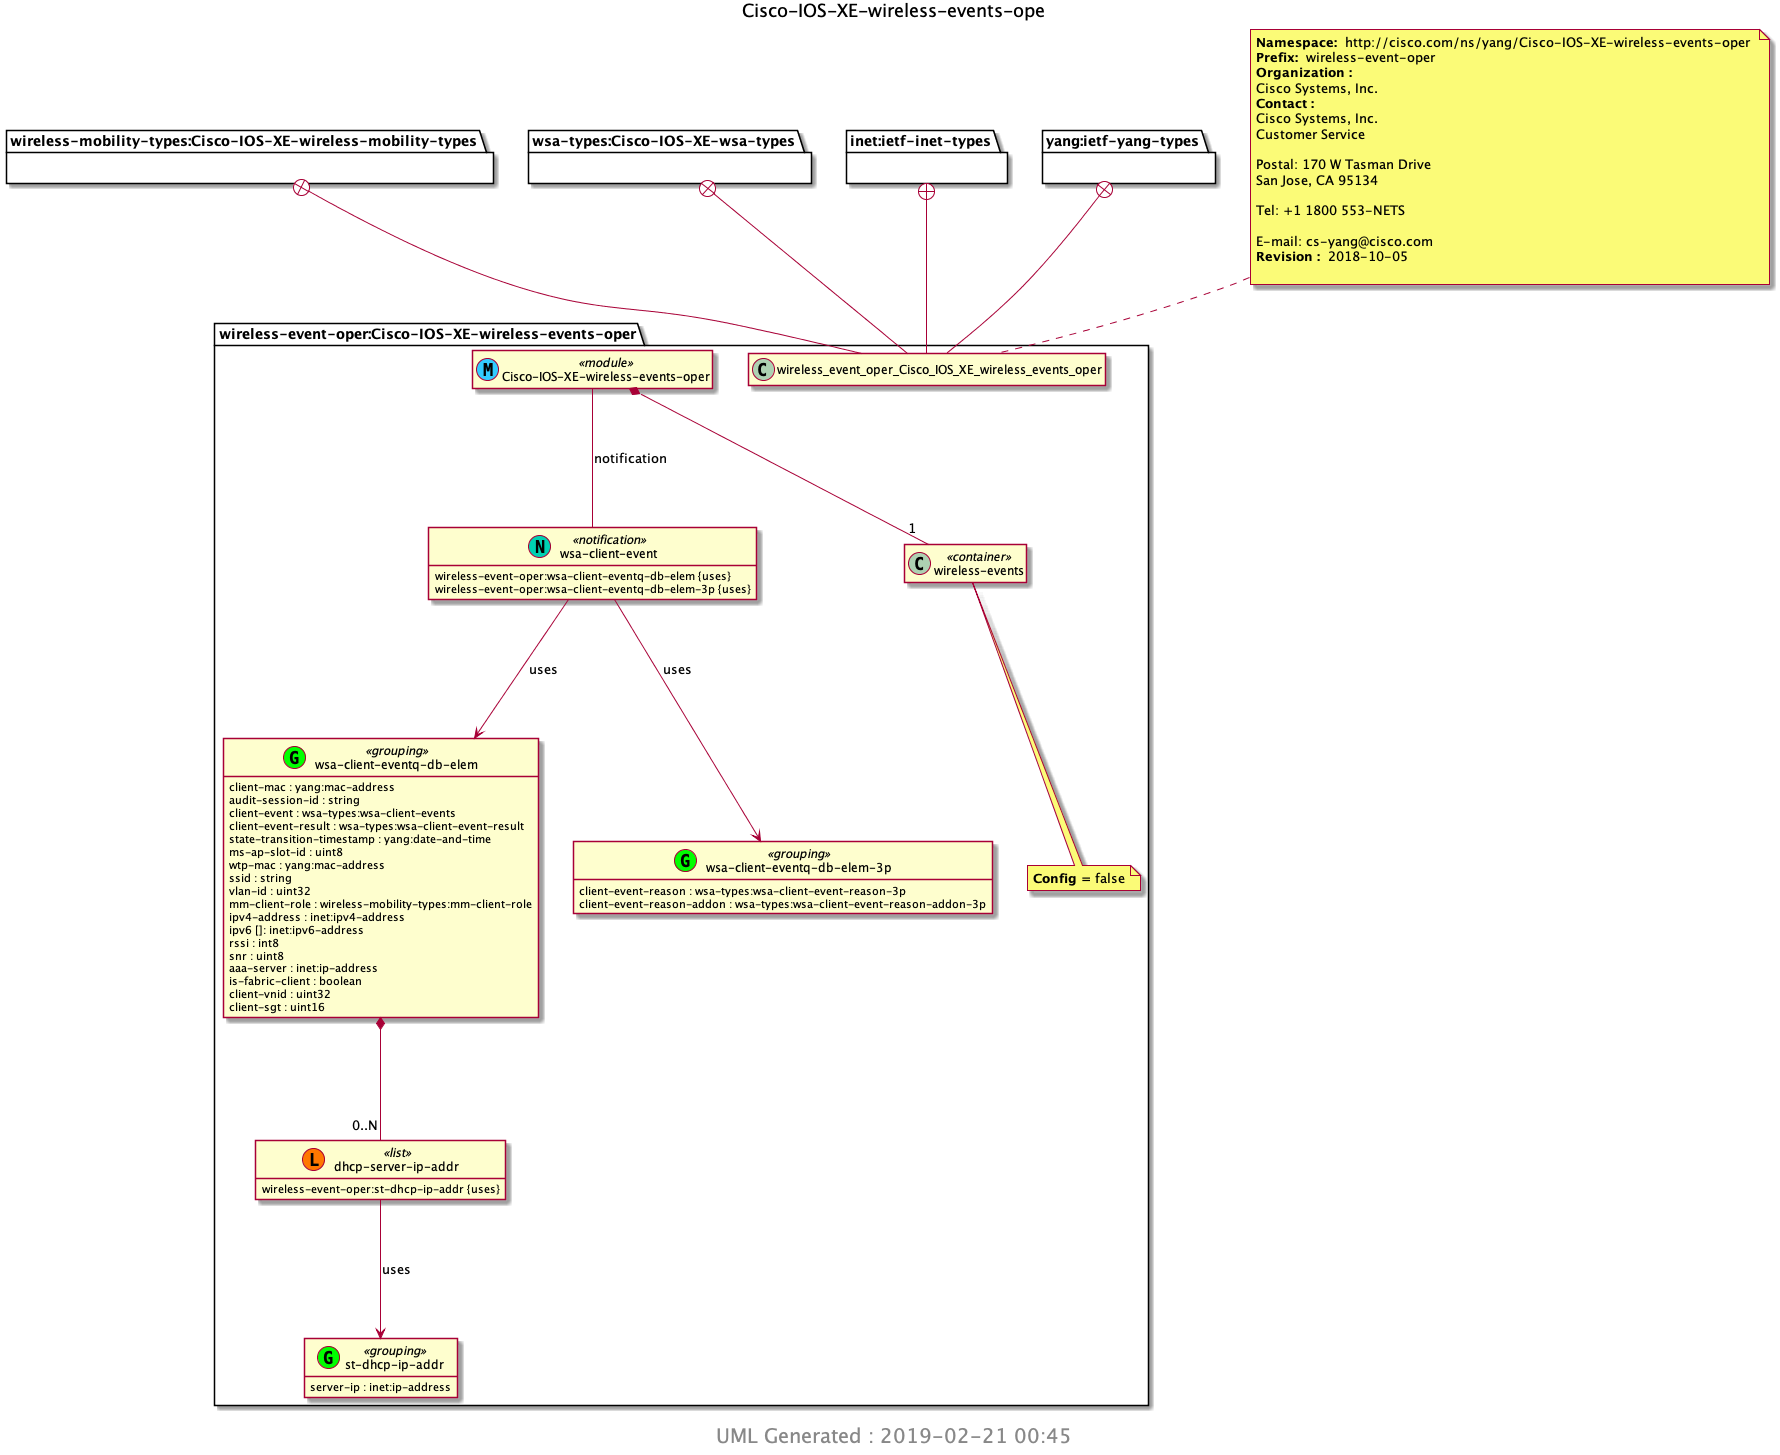 Cisco-IOS-XE-wireless-events-ope
Namespace: http://cisco.com/ns/yang/Cisco-IOS-XE-wireless-events-oper
Prefix: wireless-event-oper
Organization :
Cisco Systems, Inc.
Contact :
Cisco Systems, Inc.
Customer Service
Postal: 170 W Tasman Drive
San Jose, CA 95134
Tel: +1 1800 553-NETS
E-mail: cs-yang@cisco.com
Revision : 2018-10-05
wireless-mobility-types:Cisco-IOS-XE-wireless-mobility-types
wsa-types:Cisco-IOS-XE-wsa-types
inet:ietf-inet-types
yang:ietf-yang-types
wireless-event-oper:Cisco-IOS-XE-wireless-events-oper
M
«module»
Cisco-IOS-XE-wireless-events-oper
C
wireless_event_oper_Cisco_IOS_XE_wireless_events_oper
notification
1
N
«notification»
wsa-client-event
wireless-event-oper:wsa-client-eventq-db-elem {uses}
wireless-event-oper:wsa-client-eventq-db-elem-3p {uses}
C
«container»
wireless-events
uses
uses
G
«grouping»
wsa-client-eventq-db-elem
client-mac : yang:mac-address
audit-session-id : string
client-event : wsa-types:wsa-client-events
client-event-result : wsa-types:wsa-client-event-result
state-transition-timestamp : yang:date-and-time
ms-ap-slot-id : uint8
wtp-mac : yang:mac-address
ssid : string
vlan-id : uint32
mm-client-role : wireless-mobility-types:mm-client-role
ipv4-address : inet:ipv4-address
ipv6 []: inet:ipv6-address
rssi : int8
snr : uint8
aaa-server : inet:ip-address
is-fabric-client : boolean
client-vnid : uint32
client-sgt : uint16
G
«grouping»
wsa-client-eventq-db-elem-3p
client-event-reason : wsa-types:wsa-client-event-reason-3p
client-event-reason-addon : wsa-types:wsa-client-event-reason-addon-3p
Config = false
0..N
L
«list»
dhcp-server-ip-addr
wireless-event-oper:st-dhcp-ip-addr {uses}
uses
G
«grouping»
st-dhcp-ip-addr
server-ip : inet:ip-address
UML Generated : 2019-02-21 00:45